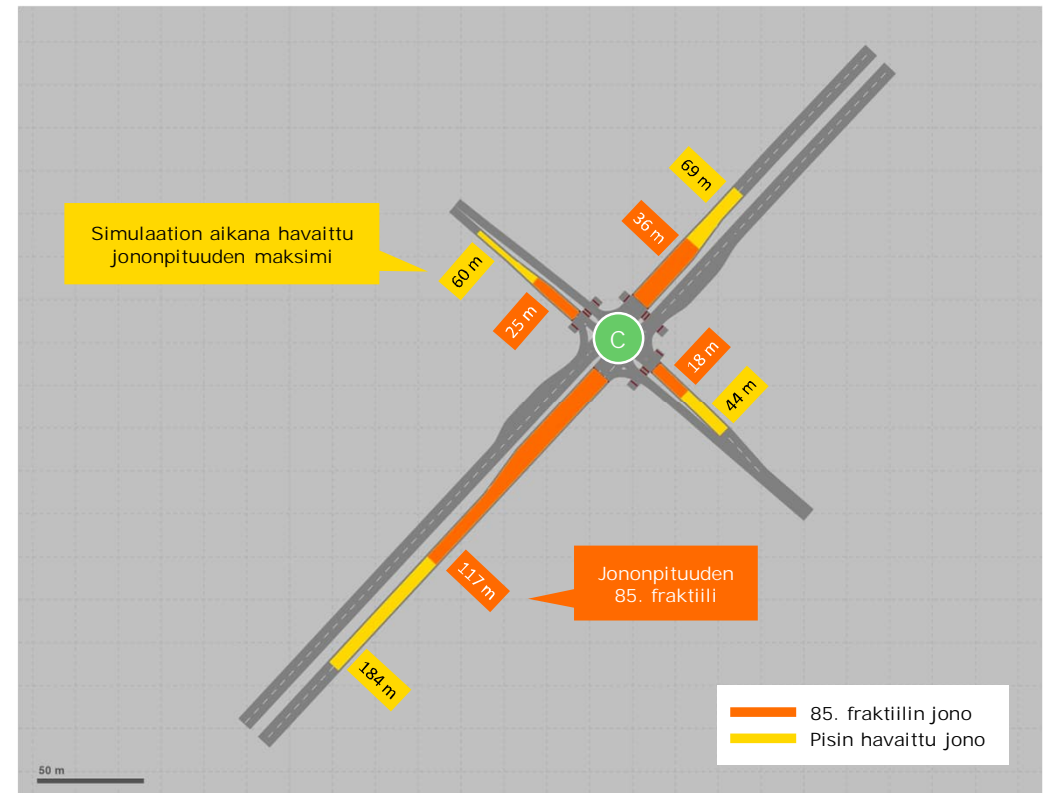 69 m
36 m
Simulaation aikana havaittu
jononpituuden maksimi
60 m
25 m
C
18 m
44 m
117 m
Jononpituuden
85. fraktiili
184 m
85. fraktiilin jono
Pisin havaittu jono
50 m